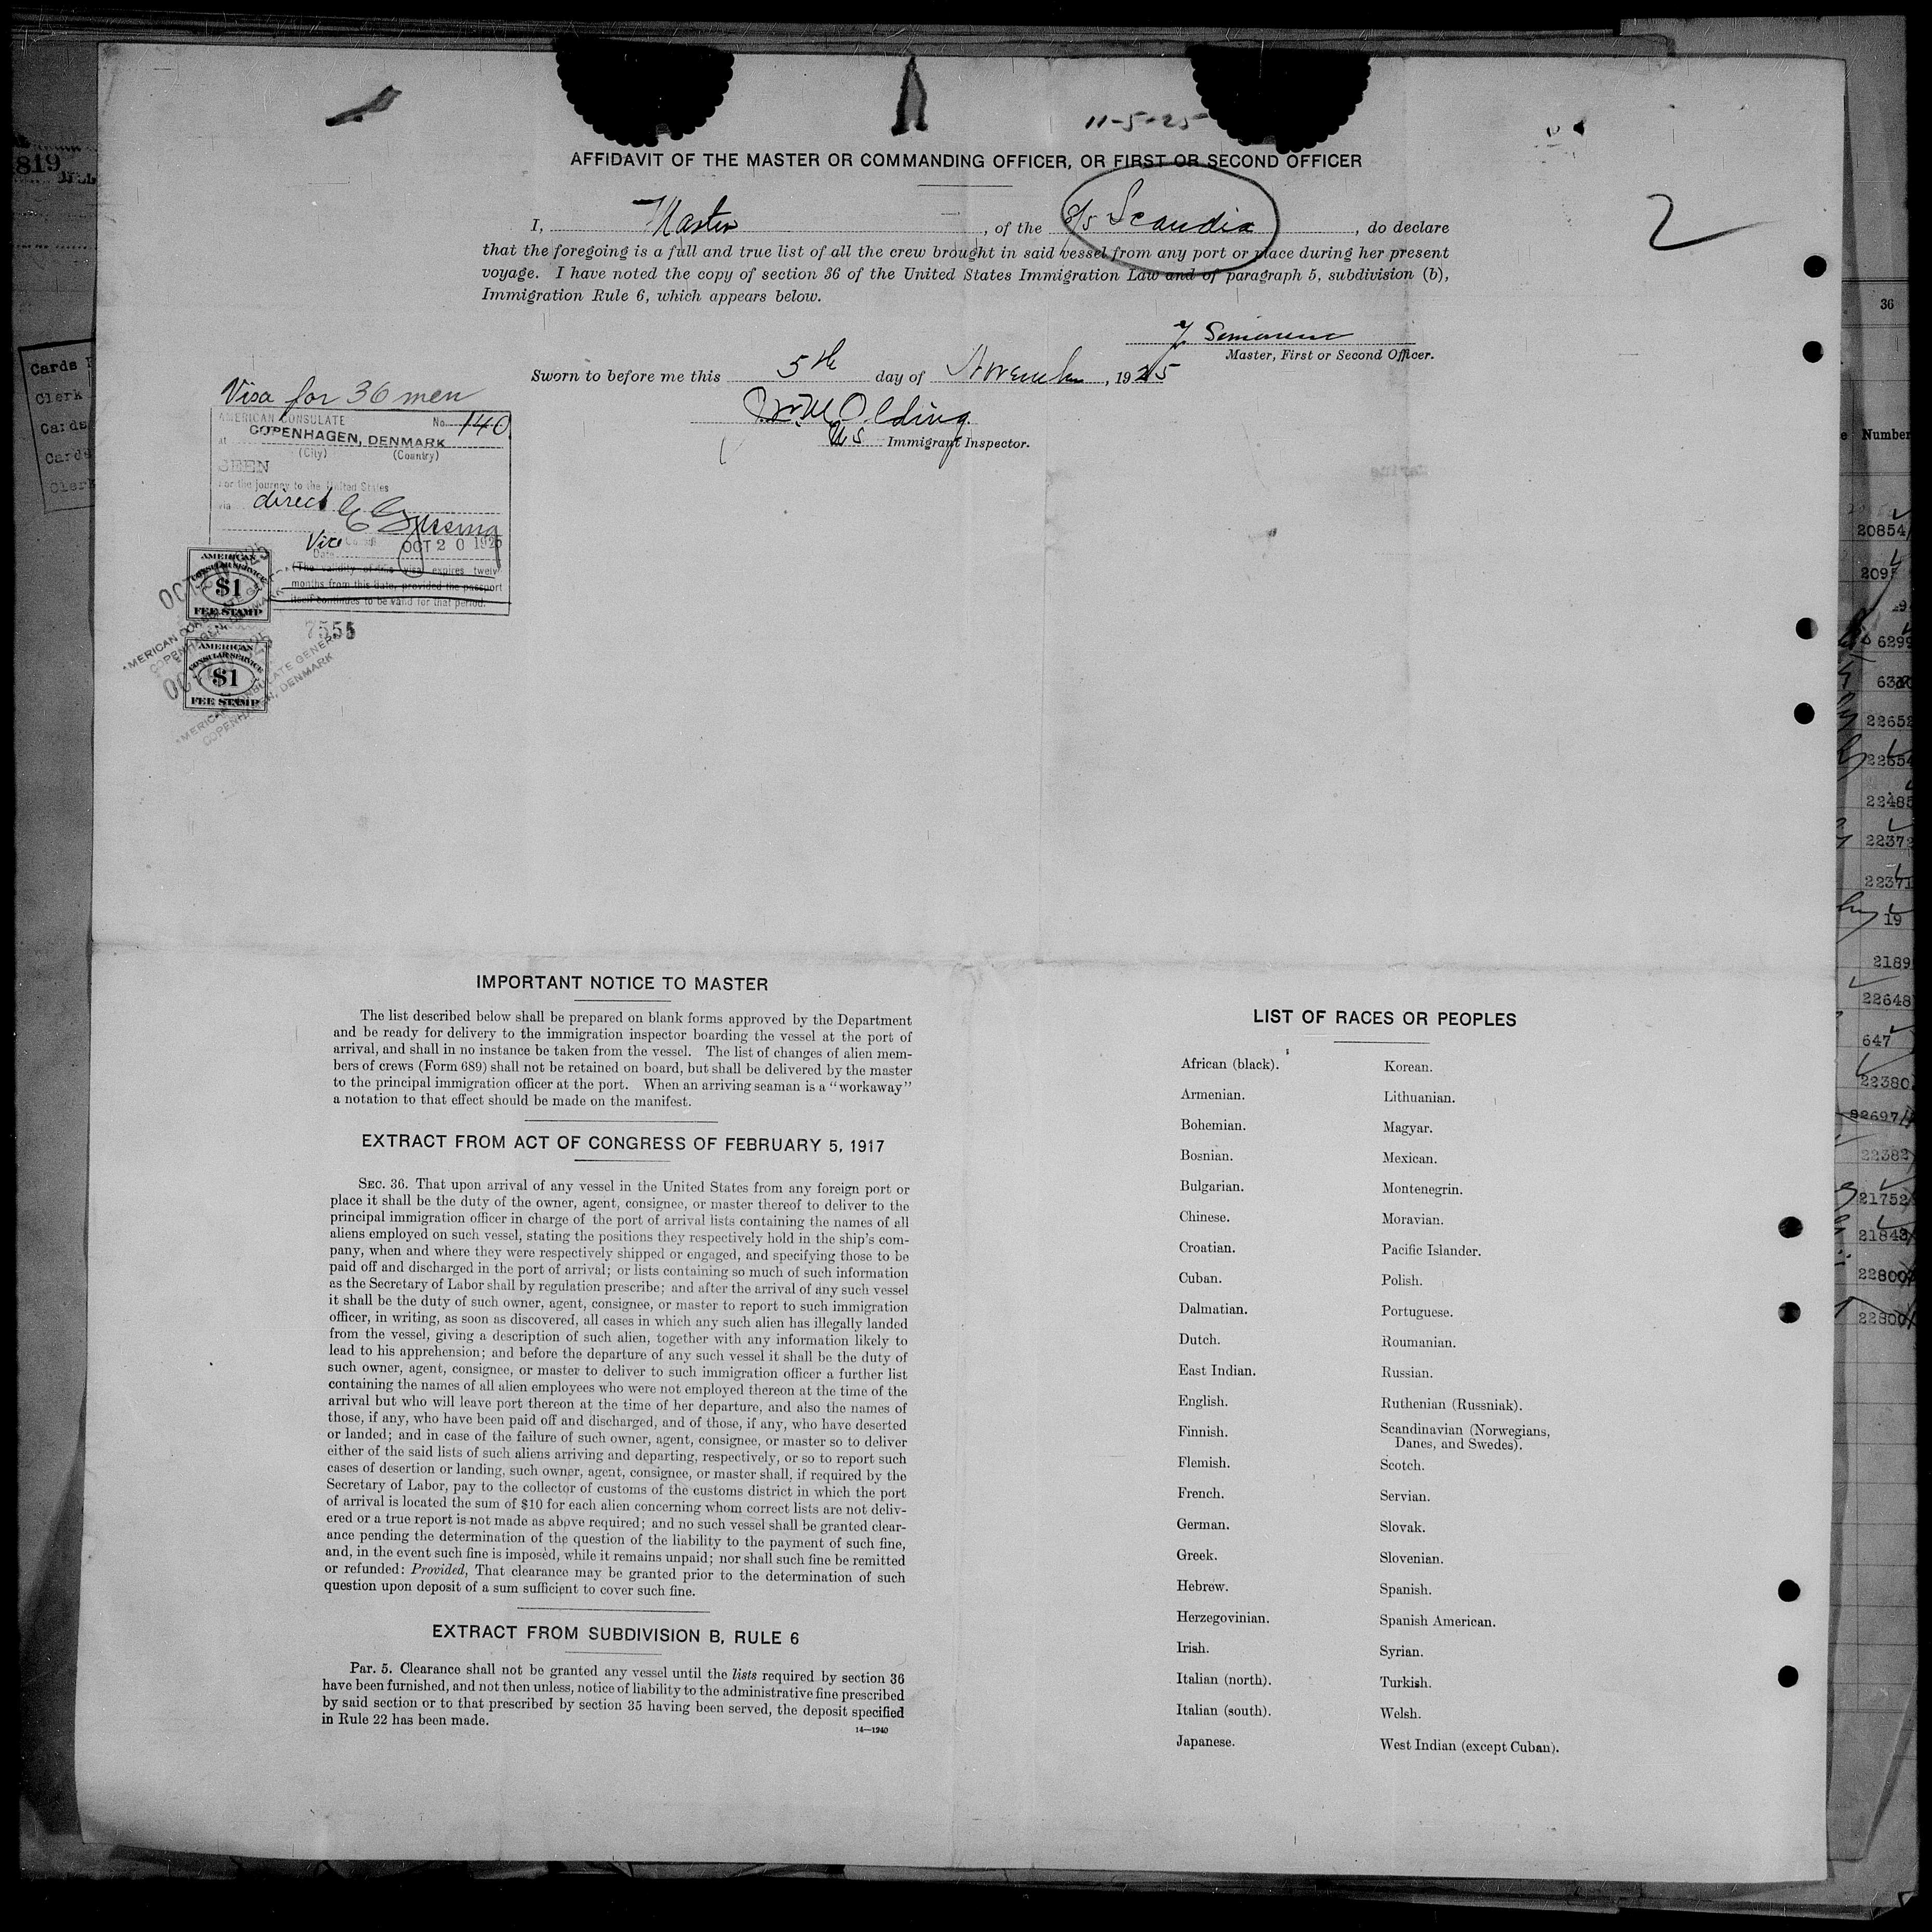 11-5-25
AFFIDAVIT OF THE MASTER OR COMMANDING OFFICER, OR FIRST OR SECOND OFFICER
I, Master, of the S/S Scandia, do declare
that the foregoing is a full and true list of all the crew brought in said vessel from any port or place during her present
voyage. I have noted the copy of section 36 of the United States Immigration Law and of paragraph 5, subdivision (b),
Immigration Rule 6, which appears below.
2
Master, First or Second Officer.
Sworn to before me this 5th day of November, 1925
US Immigrant Inspector.
Visa for 36 men
AMERICAN CONSULATE No. 140
at COPENHAGEN, DENMARK
(City) (Country)
SEEN
For the journey to the United States
via direct
Vice Consul
Date OCT 20 1925
(The validity of this visa expires twelve
months from this date, provided the passport
itself continues to be valid for that period.
AMERICAN
CONSULAR SERVICE
$1
FEE STAMP
7555
AMERICAN
CONSULAR SERVICE
$1
FEE STAMP
AMERICAN CONSULATE GENERAL
COPENHAGEN, DENMARK
IMPORTANT NOTICE TO MASTER
The list described below shall be prepared on blank forms approved by the Department
and be ready for delivery to the immigration inspector boarding the vessel at the port of
arrival, and shall in no instance be taken from the vessel. The list of changes of alien mem-
bers of crews (Form 689) shall not be retained on board, but shall be delivered by the master
to the principal immigration officer at the port. When an arriving seaman is a "workaway"
a notation to that effect should be made on the manifest.
EXTRACT FROM ACT OF CONGRESS OF FEBRUARY 5, 1917
SEC. 36. That upon arrival of any vessel in the United States from any foreign port or
place it shall be the duty of the owner, agent, consignee, or master thereof to deliver to the
principal immigration officer in charge of the port of arrival lists containing the names of all
aliens employed on such vessel, stating the positions they respectively hold in the ship's com-
pany, when and where they were respectively shipped or engaged, and specifying those to be
paid off and discharged in the port of arrival; or lists containing so much of such information
as the Secretary of Labor shall by regulation prescribe; and after the arrival of any such vessel
it shall be the duty of such owner, agent, consignee, or master to report to such immigration
officer, in writing, as soon as discovered, all cases in which any such alien has illegally landed
from the vessel, giving a description of such alien, together with any information likely to
lead to his apprehension; and before the departure of any such vessel it shall be the duty of
such owner, agent, consignee, or master to deliver to such immigration officer a further list
containing the names of all alien employees who were not employed thereon at the time of the
arrival but who will leave port thereon at the time of her departure, and also the names of
those, if any, who have been paid off and discharged, and of those, if any, who have deserted
or landed; and in case of the failure of such owner, agent, consignee, or master so to deliver
either of the said lists of such aliens arriving and departing, respectively, or so to report such
cases of desertion or landing, such owner, agent, consignee, or master shall, if required by the
Secretary of Labor, pay to the collector of customs of the customs district in which the port
of arrival is located the sum of $10 for each alien concerning whom correct lists are not deliv-
ered or a true report is not made as above required; and no such vessel shall be granted clear-
ance pending the determination of the question of the liability to the payment of such fine,
and, in the event such fine is imposed, while it remains unpaid; nor shall such fine be remitted
or refunded: Provided, That clearance may be granted prior to the determination of such
question upon deposit of a sum sufficient to cover such fine.
EXTRACT FROM SUBDIVISION B, RULE 6
Par. 5. Clearance shall not be granted any vessel until the lists required by section 36
have been furnished, and not then unless, notice of liability to the administrative fine prescribed
by said section or to that prescribed by section 35 having been served, the deposit specified
in Rule 22 has been made.
14—1240
LIST OF RACES OR PEOPLES
African (black).
Armenian.
Bohemian.
Bosnian.
Bulgarian.
Chinese.
Croatian.
Cuban.
Dalmatian.
Dutch.
East Indian.
English.
Finnish.
Flemish.
French.
German.
Greek.
Hebrew.
Herzegovinian.
Irish.
Italian (north).
Italian (south).
Japanese.
Korean.
Lithuanian.
Magyar.
Mexican.
Montenegrin.
Moravian.
Pacific Islander.
Polish.
Portuguese.
Roumanian.
Russian.
Ruthenian (Russniak).
Scandinavian (Norwegians,
Danes, and Swedes).
Scotch.
Servian.
Slovak.
Slovenian.
Spanish.
Spanish American.
Syrian.
Turkish.
Welsh.
West Indian (except Cuban).
819
Cards
Clerk
Cards
Cards
Clerk
36
Number
20854
6299
22652
22554
22485
22372
22371
19
2189
22648
647
22380
22697
22382
21752
21843
22800
22800